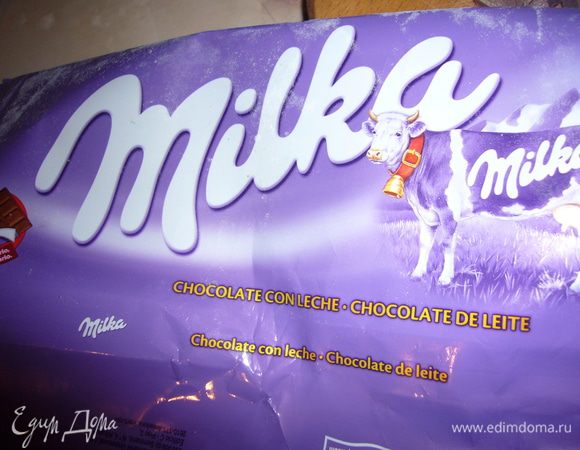 Milka
Milka
CHOCOLATE CON LECHE · CHOCOLATE DE LEITE
Milka
Chocolate con leche · Chocolate de leite
Едим Дома
www.edimdoma.ru